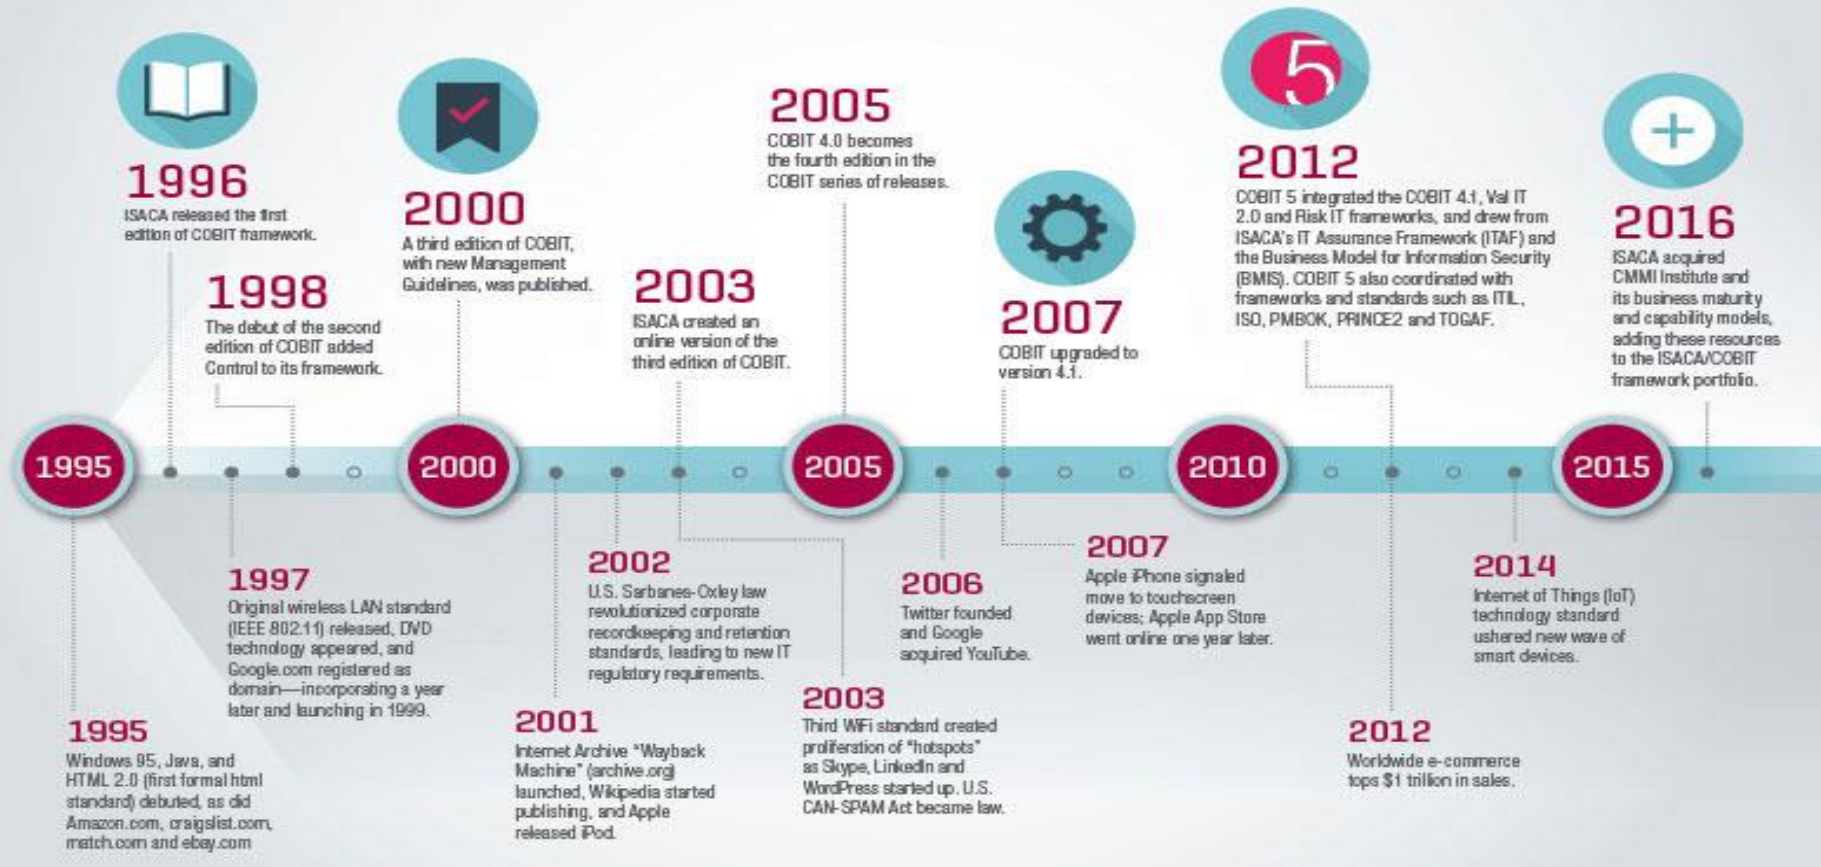 1996
ISACA released the first
edition of COBIT framework.
1998
The debut of the second
edition of COBIT added
Control to its framework.
2000
A third edition of COBIT,
with new Management
Guidelines, was published.
2003
ISACA created an
online version of the
third edition of COBIT.
2005
COBIT 4.0 becomes
the fourth edition in the
COBIT series of releases.
2007
COBIT upgraded to
version 4.1.
5
2012
COBIT 5 integrated the COBIT 4.1, Val IT
2.0 and Risk IT frameworks, and drew from
ISACA's IT Assurance Framework (ITAF) and
the Business Model for Information Security
(BMIS). COBIT 5 also coordinated with
frameworks and standards such as ITIL,
ISO, PMBOK, PRINCE2 and TOGAF.
2016
ISACA acquired
CMMI Institute and
its business maturity
and capability models,
adding these resources
to the ISACA/COBIT
framework portfolio.
1995
2000
2005
2010
2015
1995
Windows 95, Java, and
HTML 2.0 (first formal html
standard) debuted, as did
Amazon.com, craigslist.com,
match.com and ebay.com
1997
Original wireless LAN standard
(IEEE 802.11) released, DVD
technology appeared, and
Google.com registered as
domain—incorporating a year
later and launching in 1999.
2001
Internet Archive "Wayback
Machine" (archive.org)
launched, Wikipedia started
publishing, and Apple
released iPod.
2002
U.S. Sarbanes-Oxley law
revolutionized corporate
recordkeeping and retention
standards, leading to new IT
regulatory requirements.
2003
Third WiFi standard created
proliferation of "hotspots"
as Skype, LinkedIn and
WordPress started up. U.S.
CAN-SPAM Act became law.
2006
Twitter founded
and Google
acquired YouTube.
2007
Apple iPhone signaled
move to touchscreen
devices; Apple App Store
went online one year later.
2012
Worldwide e-commerce
tops $1 trillion in sales.
2014
Internet of Things (IoT)
technology standard
ushered new wave of
smart devices.